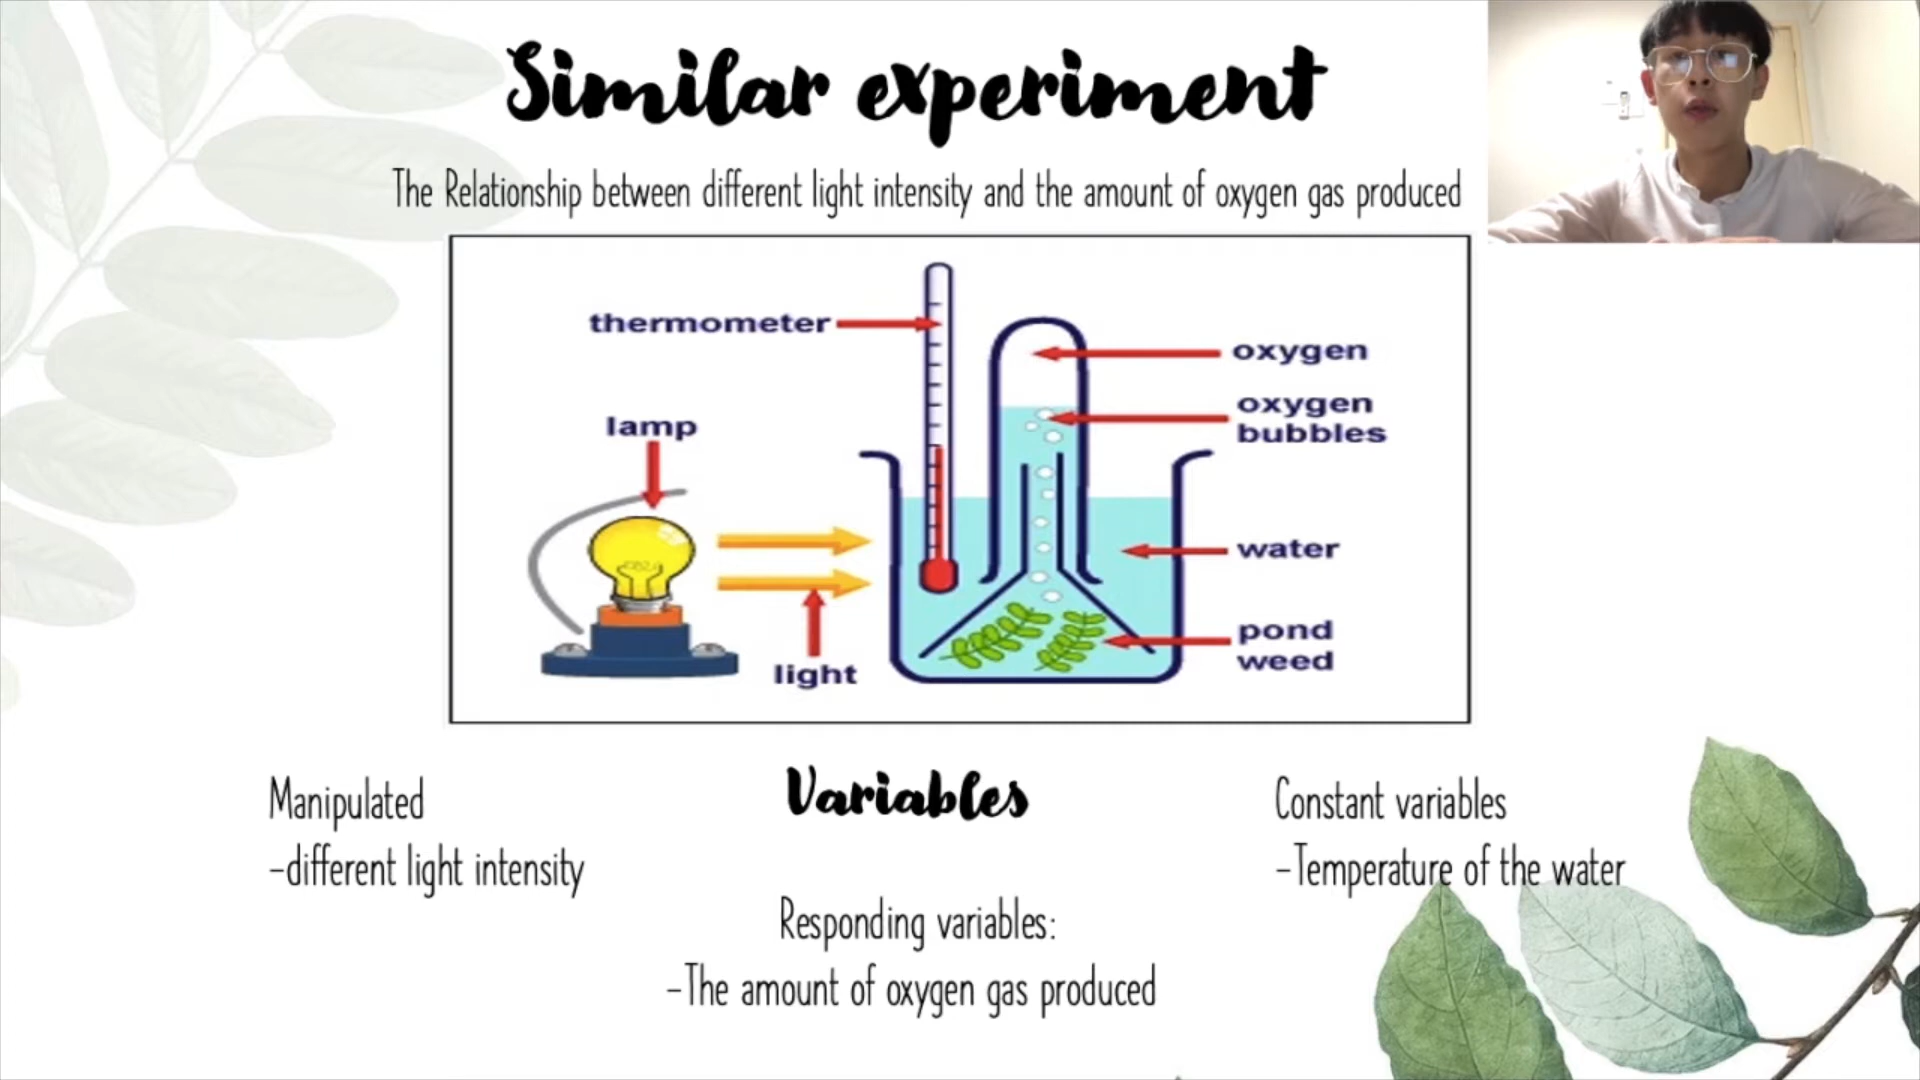 Similar experiment
The Relationship between different light intensity and the amount of oxygen gas produced
thermometer
oxygen
oxygen
bubbles
lamp
water
pond
weed
light
Variables
Manipulated
-different light intensity
Constant variables
-Temperature of the water
Responding variables:
-The amount of oxygen gas produced